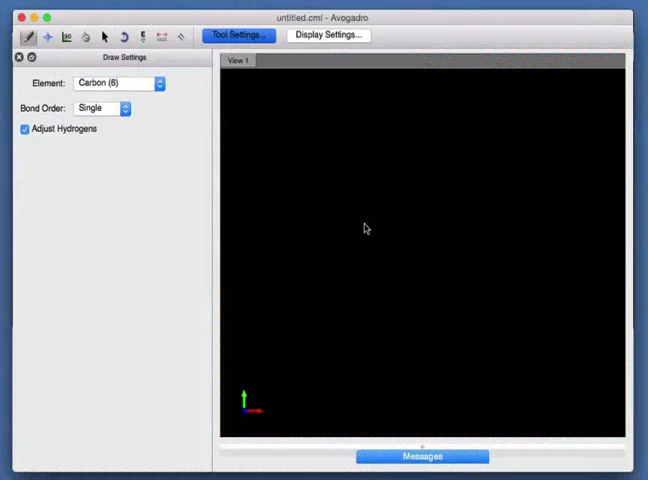 untitled.cml - Avogadro
Tool Settings...
Display Settings...
Draw Settings
View 1
Element: Carbon (6)
Bond Order: Single
Adjust Hydrogens
Messages